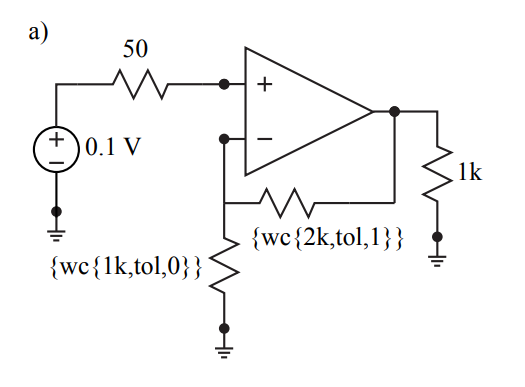 a)
50
+
+
0.1 V
−
−
1k
{wc{2k,tol,1}}
{wc{1k,tol,0}}